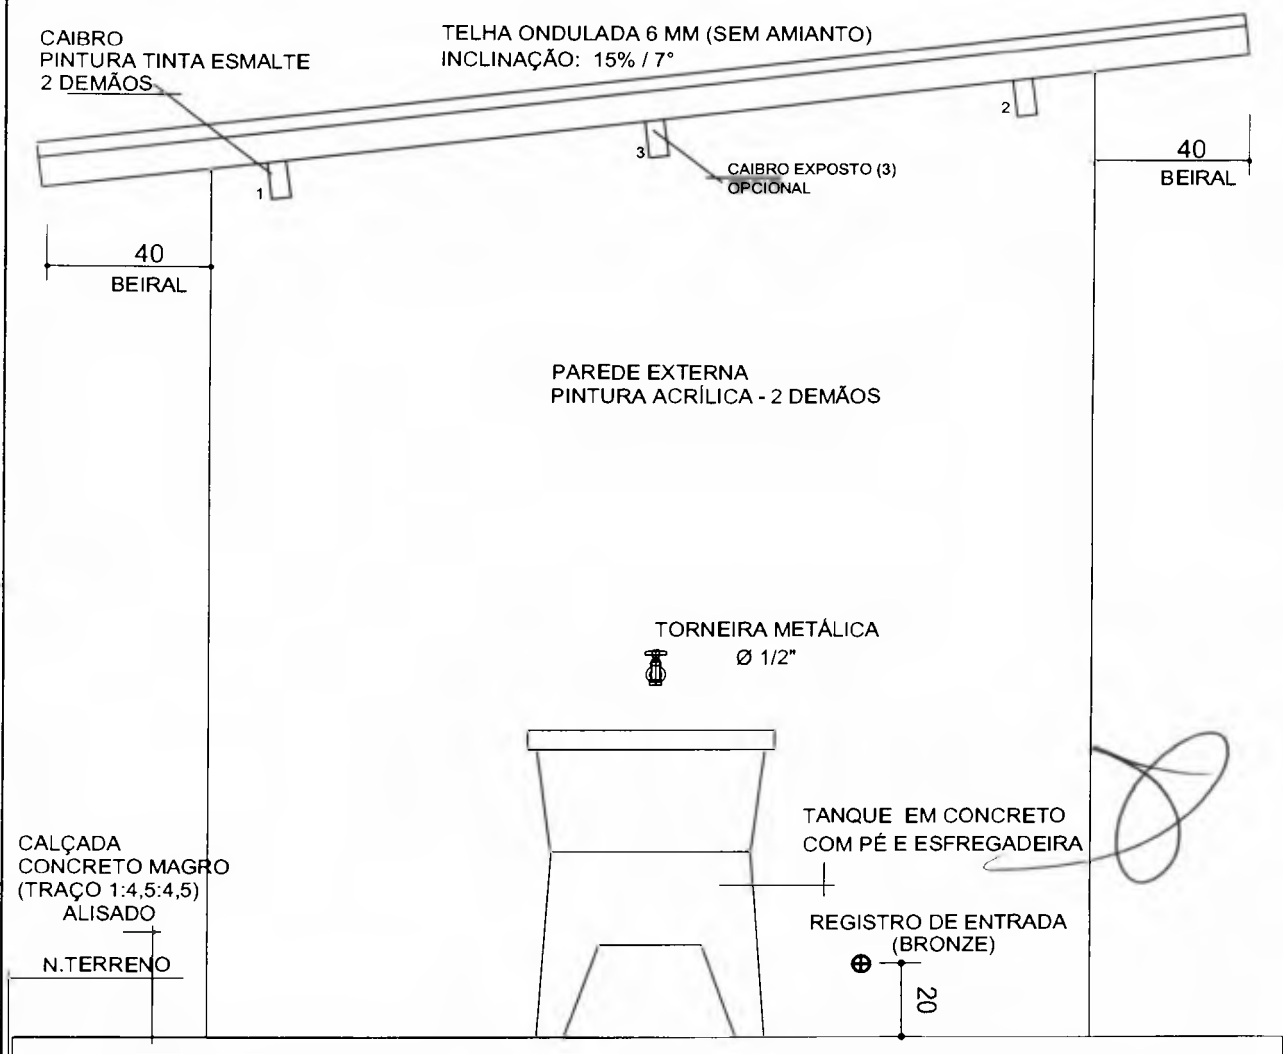 CAIBRO
PINTURA TINTA ESMALTE
2 DEMÃOS
TELHA ONDULADA 6 MM (SEM AMIANTO)
INCLINAÇÃO: 15% / 7°
1
3
2
CAIBRO EXPOSTO (3)
OPCIONAL
40
BEIRAL
40
BEIRAL
PAREDE EXTERNA
PINTURA ACRÍLICA - 2 DEMÃOS
TORNEIRA METÁLICA
Ø 1/2"
TANQUE EM CONCRETO
COM PÉ E ESFREGADEIRA
CALÇADA
CONCRETO MAGRO
(TRAÇO 1:4,5:4,5)
ALISADO
N.TERRENO
REGISTRO DE ENTRADA
(BRONZE)
20